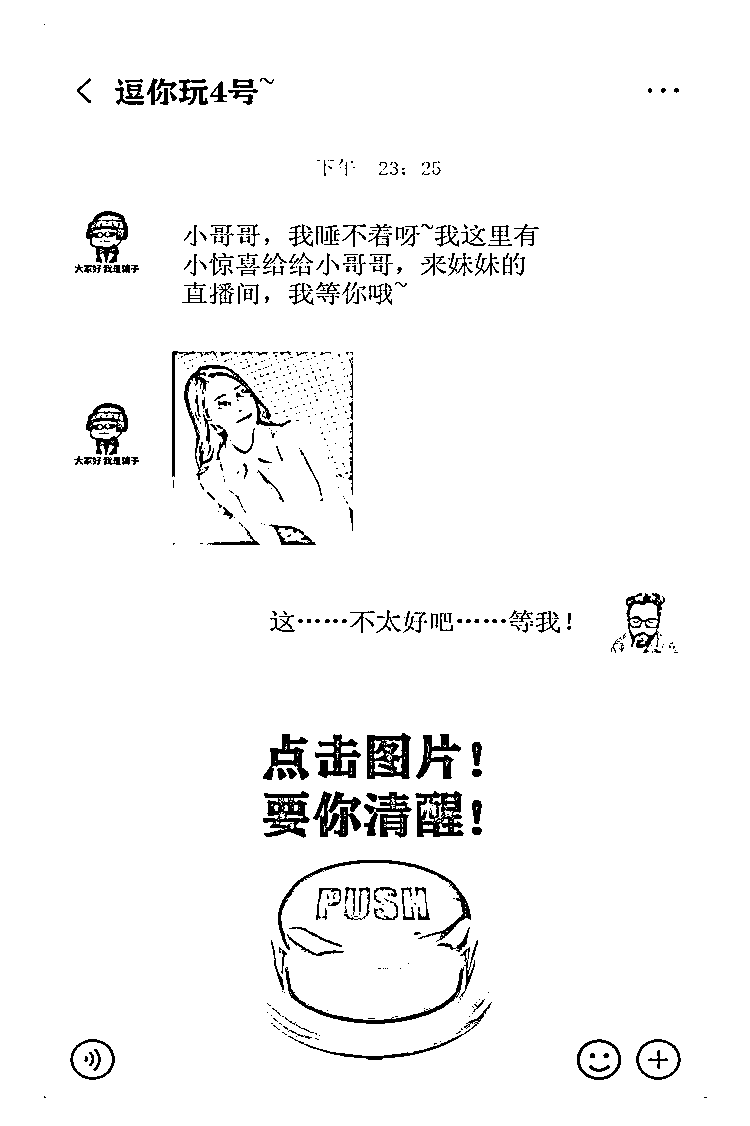 逗你玩4号~
下午 23：25
小哥哥，我睡不着呀~我这里有
小惊喜给给小哥哥，来妹妹的
直播间，我等你哦~
大家好 我是骗子
大家好 我是骗子
这……不太好吧……等我！
点击图片！
要你清醒！
PUSH